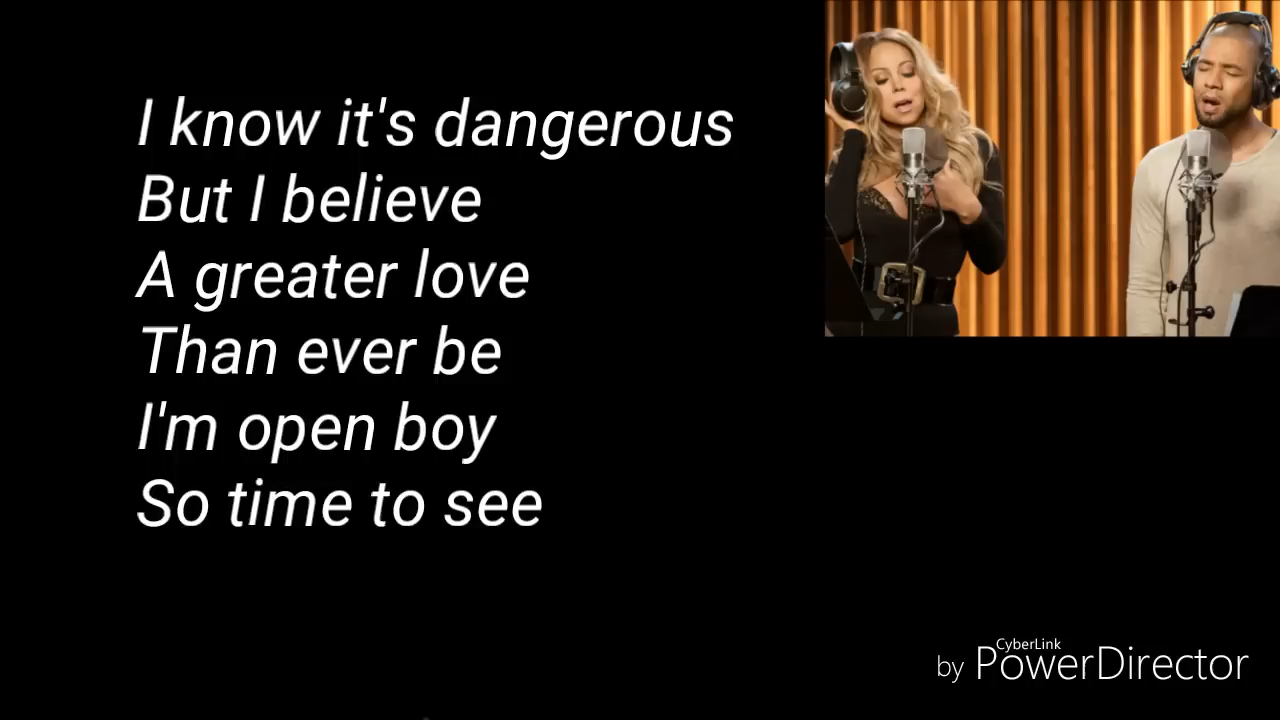 I know it's dangerous
But I believe
A greater love
Than ever be
I'm open boy
So time to see
CyberLink
by PowerDirector